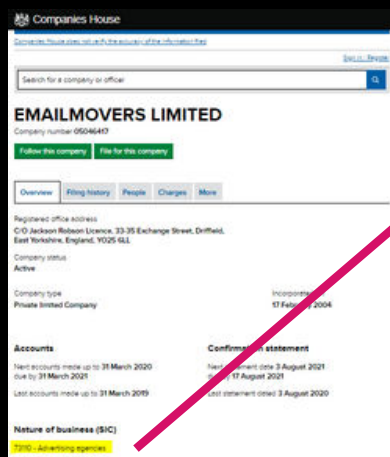 Companies House
Companies House does not verify the accuracy of the information filed
Sign in / Register
Search for a company or officer
EMAILMOVERS LIMITED
Company number 05046417
Follow this company
File for this company
Overview
Filing history
People
Charges
More
Registered office address
C/O Jackson Robson Licence, 33-35 Exchange Street, Driffield,
East Yorkshire, England, YO25 6LL
Company status
Active
Company type
Private limited Company
Incorporated
17 February 2004
Accounts
Next accounts made up to 31 March 2020
due by 31 March 2021
Last accounts made up to 31 March 2019
Confirmation statement
Next statement date 3 August 2021
by 17 August 2021
Last statement dated 3 August 2020
Nature of business (SIC)
73110 - Advertising agencies